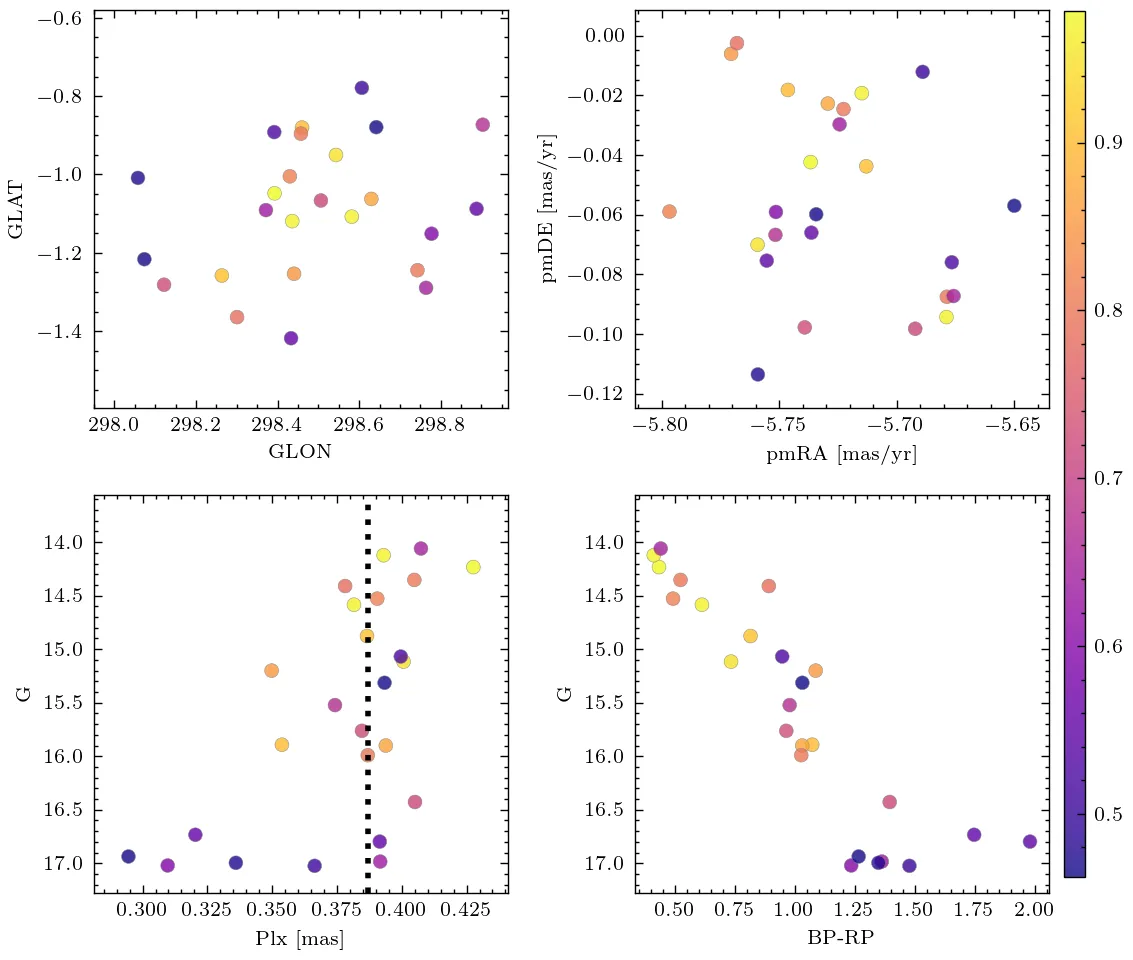 −0.6
−0.8
−1.0
−1.2
−1.4
GLAT
298.0 298.2 298.4 298.6 298.8
GLON
0.00
−0.02
−0.04
−0.06
−0.08
−0.10
−0.12
pmDE [mas/yr]
−5.80 −5.75 −5.70 −5.65
pmRA [mas/yr]
0.9
0.8
0.7
0.6
0.5
14.0
14.5
15.0
15.5
16.0
16.5
17.0
G
0.300 0.325 0.350 0.375 0.400 0.425
Plx [mas]
14.0
14.5
15.0
15.5
16.0
16.5
17.0
G
0.50 0.75 1.00 1.25 1.50 1.75 2.00
BP-RP